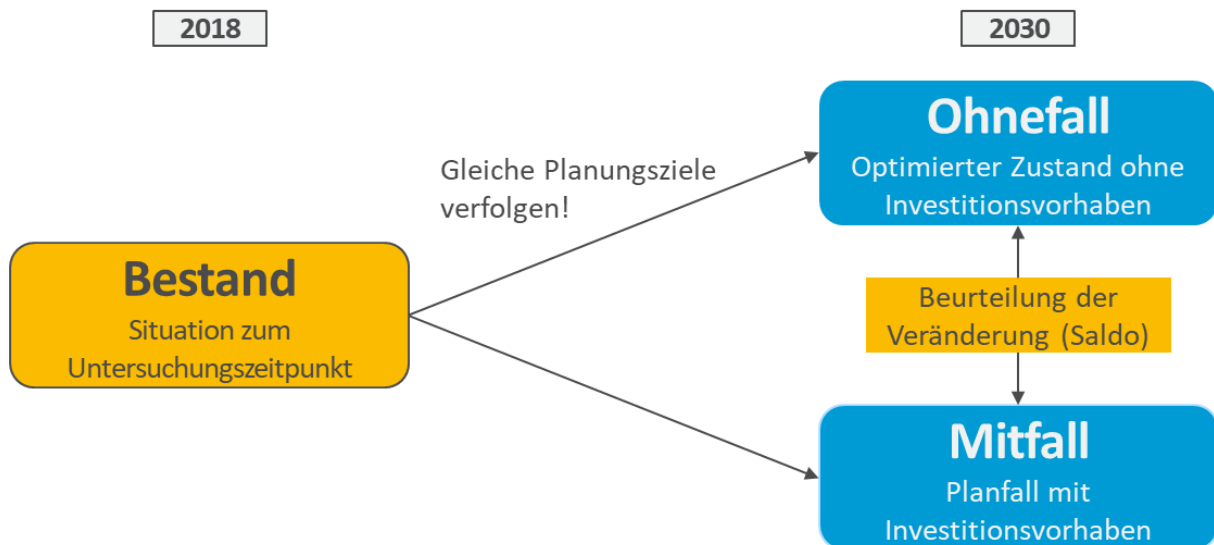 2018
2030
Ohnefall
Optimierter Zustand ohne
Investitionsvorhaben
Gleiche Planungsziele
verfolgen!
Bestand
Situation zum
Untersuchungszeitpunkt
Beurteilung der
Veränderung (Saldo)
Mitfall
Planfall mit
Investitionsvorhaben